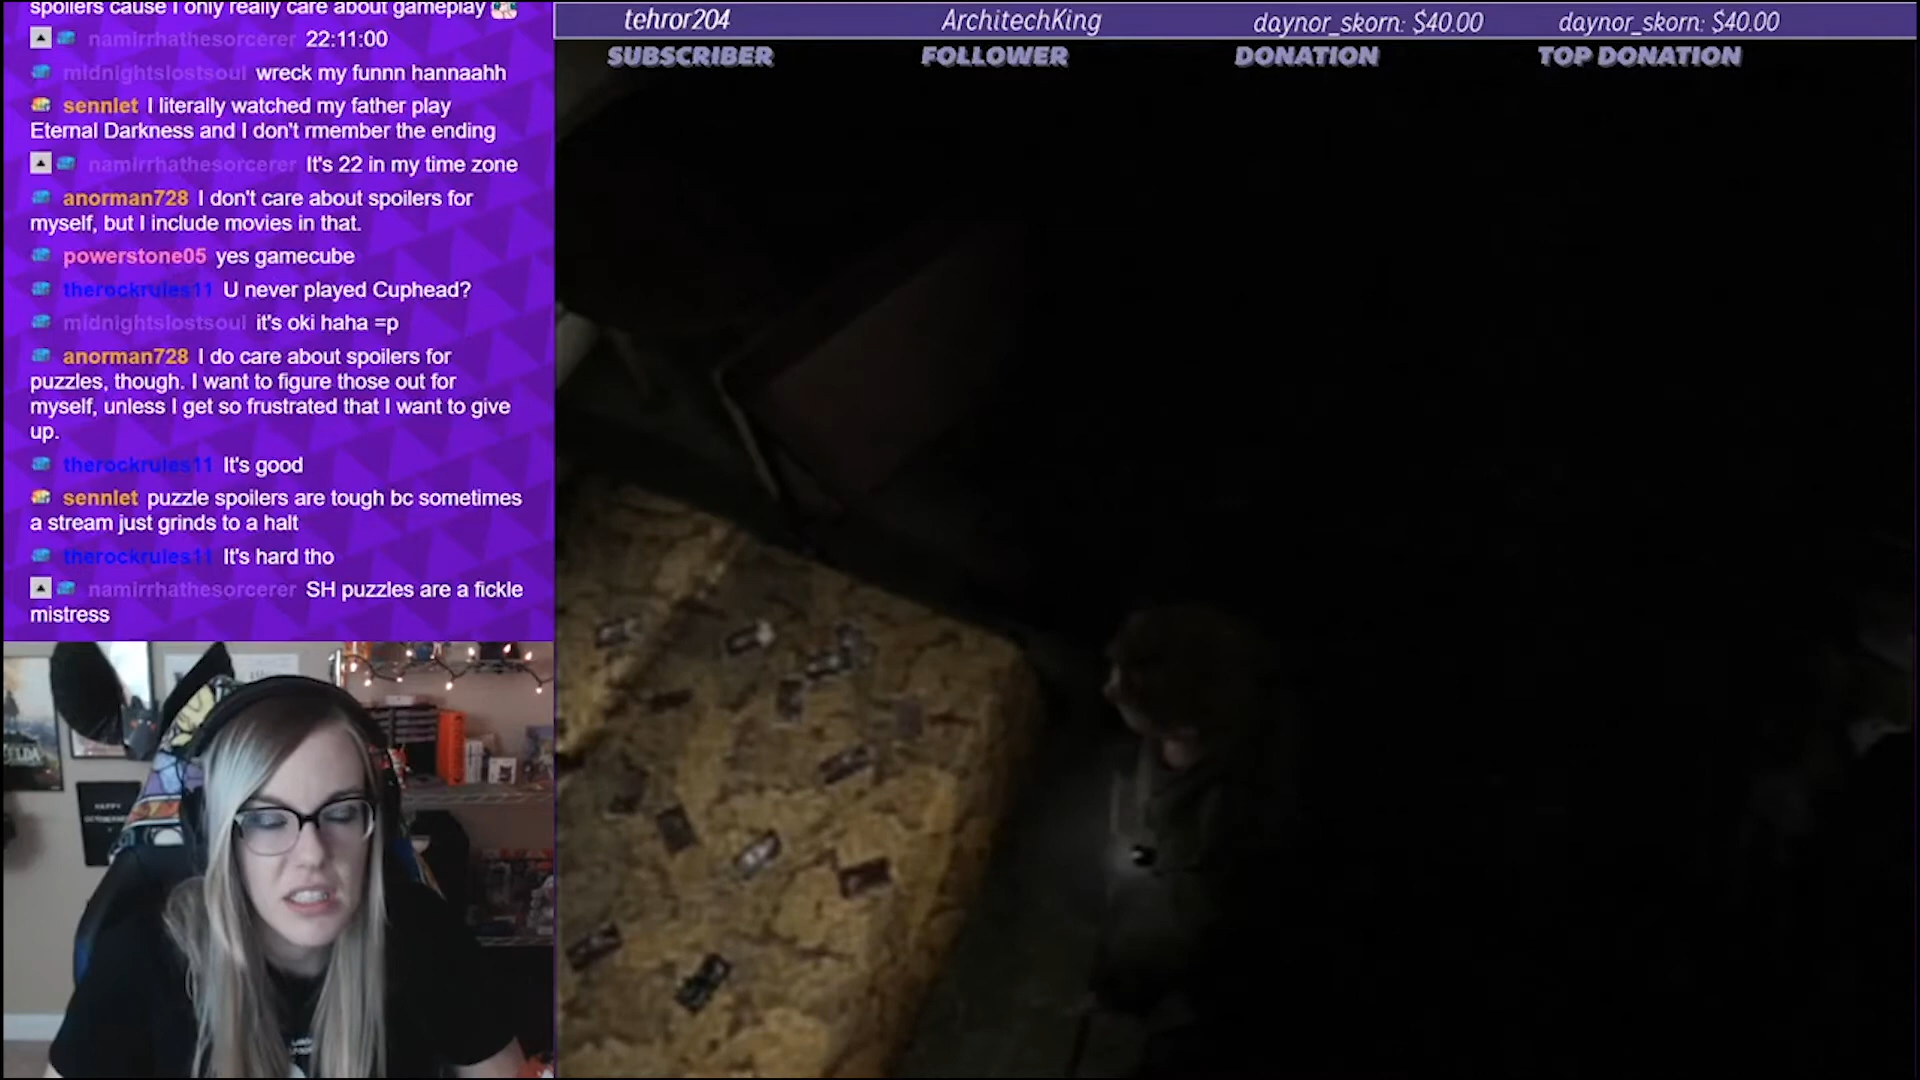 spoilers cause I only really care about gameplay
namirrhathesorcerer 22:11:00
midnightslostsoul wreck my funnn hannaahh
sennlet I literally watched my father play
Eternal Darkness and I don't rmember the ending
namirrhathesorcerer It's 22 in my time zone
anorman728 I don't care about spoilers for
myself, but I include movies in that.
powerstone05 yes gamecube
therockrules11 U never played Cuphead?
midnightslostsoul it's oki haha =p
anorman728 I do care about spoilers for
puzzles, though. I want to figure those out for
myself, unless I get so frustrated that I want to give
up.
therockrules11 It's good
sennlet puzzle spoilers are tough bc sometimes
a stream just grinds to a halt
therockrules11 It's hard tho
namirrhathesorcerer SH puzzles are a fickle
mistress
tehror204 ArchitechKing daynor_skorn: $40.00 daynor_skorn: $40.00
SUBSCRIBER FOLLOWER DONATION TOP DONATION
HAPPY